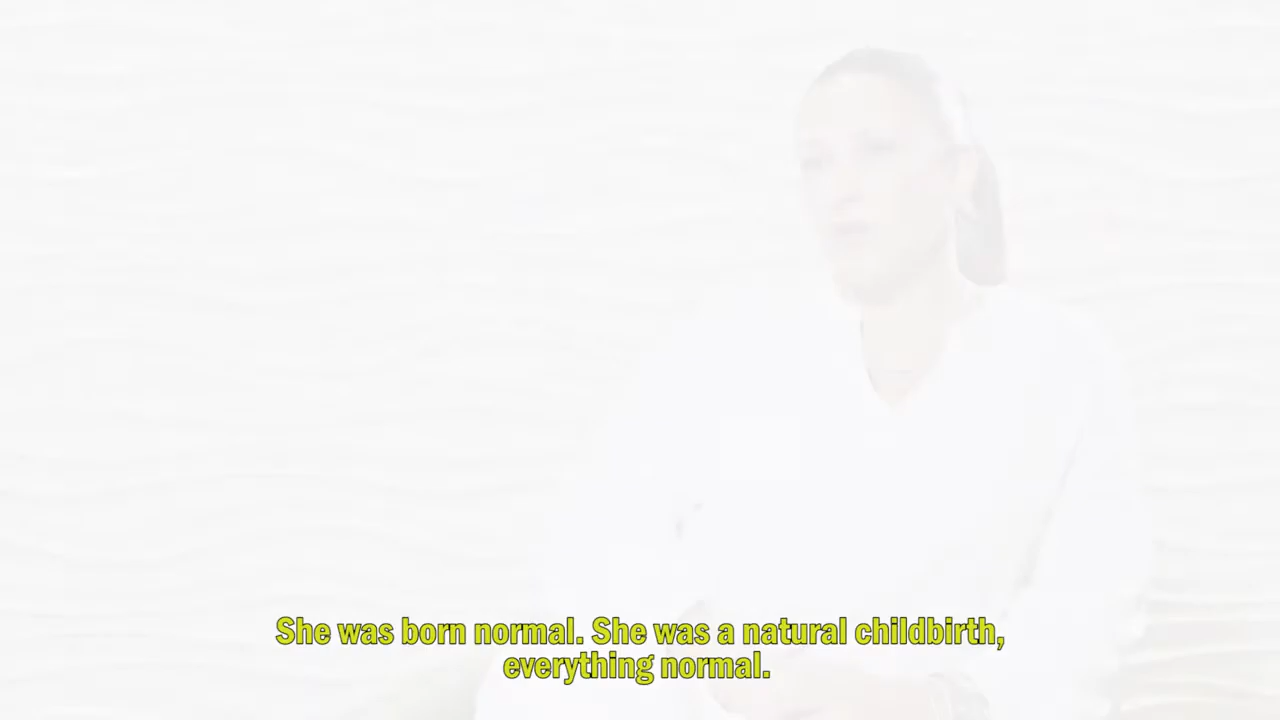 She was born normal. She was a natural childbirth,
everything normal.